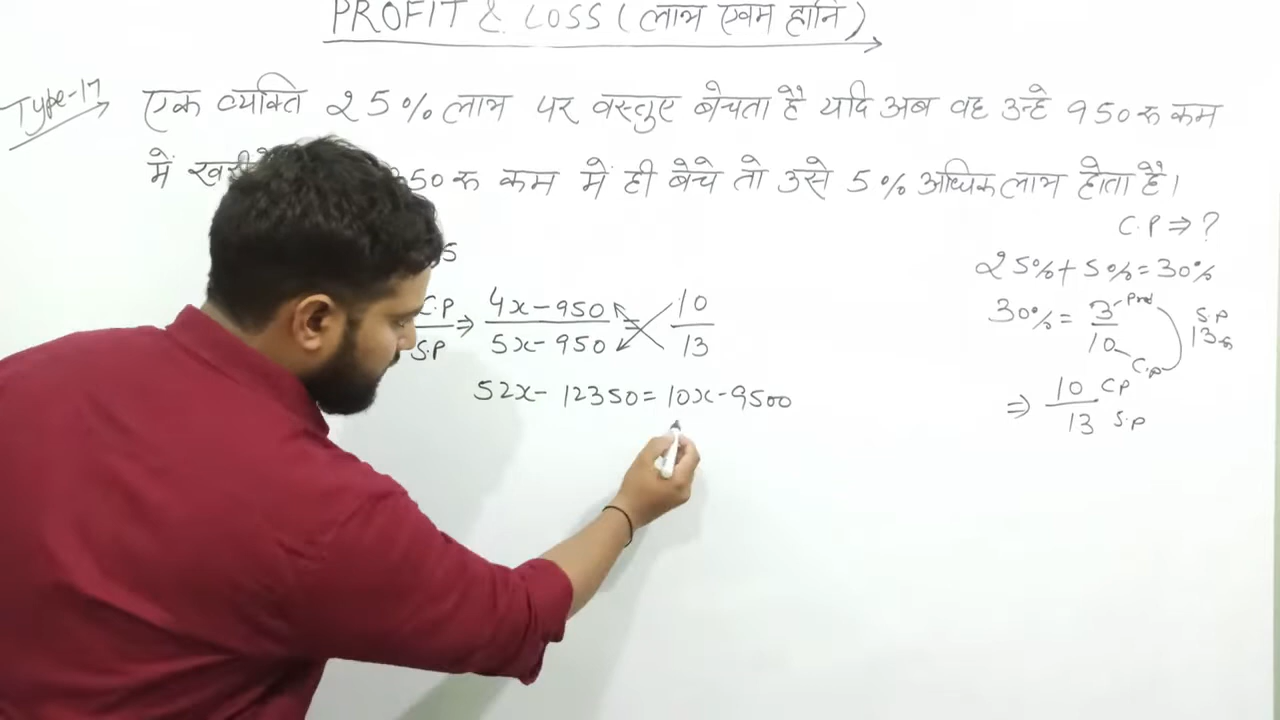 PROFIT & LOSS ( लाभ एवम हानि )
Type-17 एक व्यक्ति 25% लाभ पर वस्तुए बेचता है यदि अब वह उन्हे 950 रु कम
में 950 रु कम में ही बेचे तो उसे 5% अधिक लाभ होता है।
C.P ⇒ ?
5
25% + 5% = 30%
C.P / S.P ⇒ 4x-950 / 5x-950 = 10 / 13
30% = 3 / 10 C.P S.P 13
52x - 12350 = 10x - 9500
⇒ 10 CP / 13 S.P